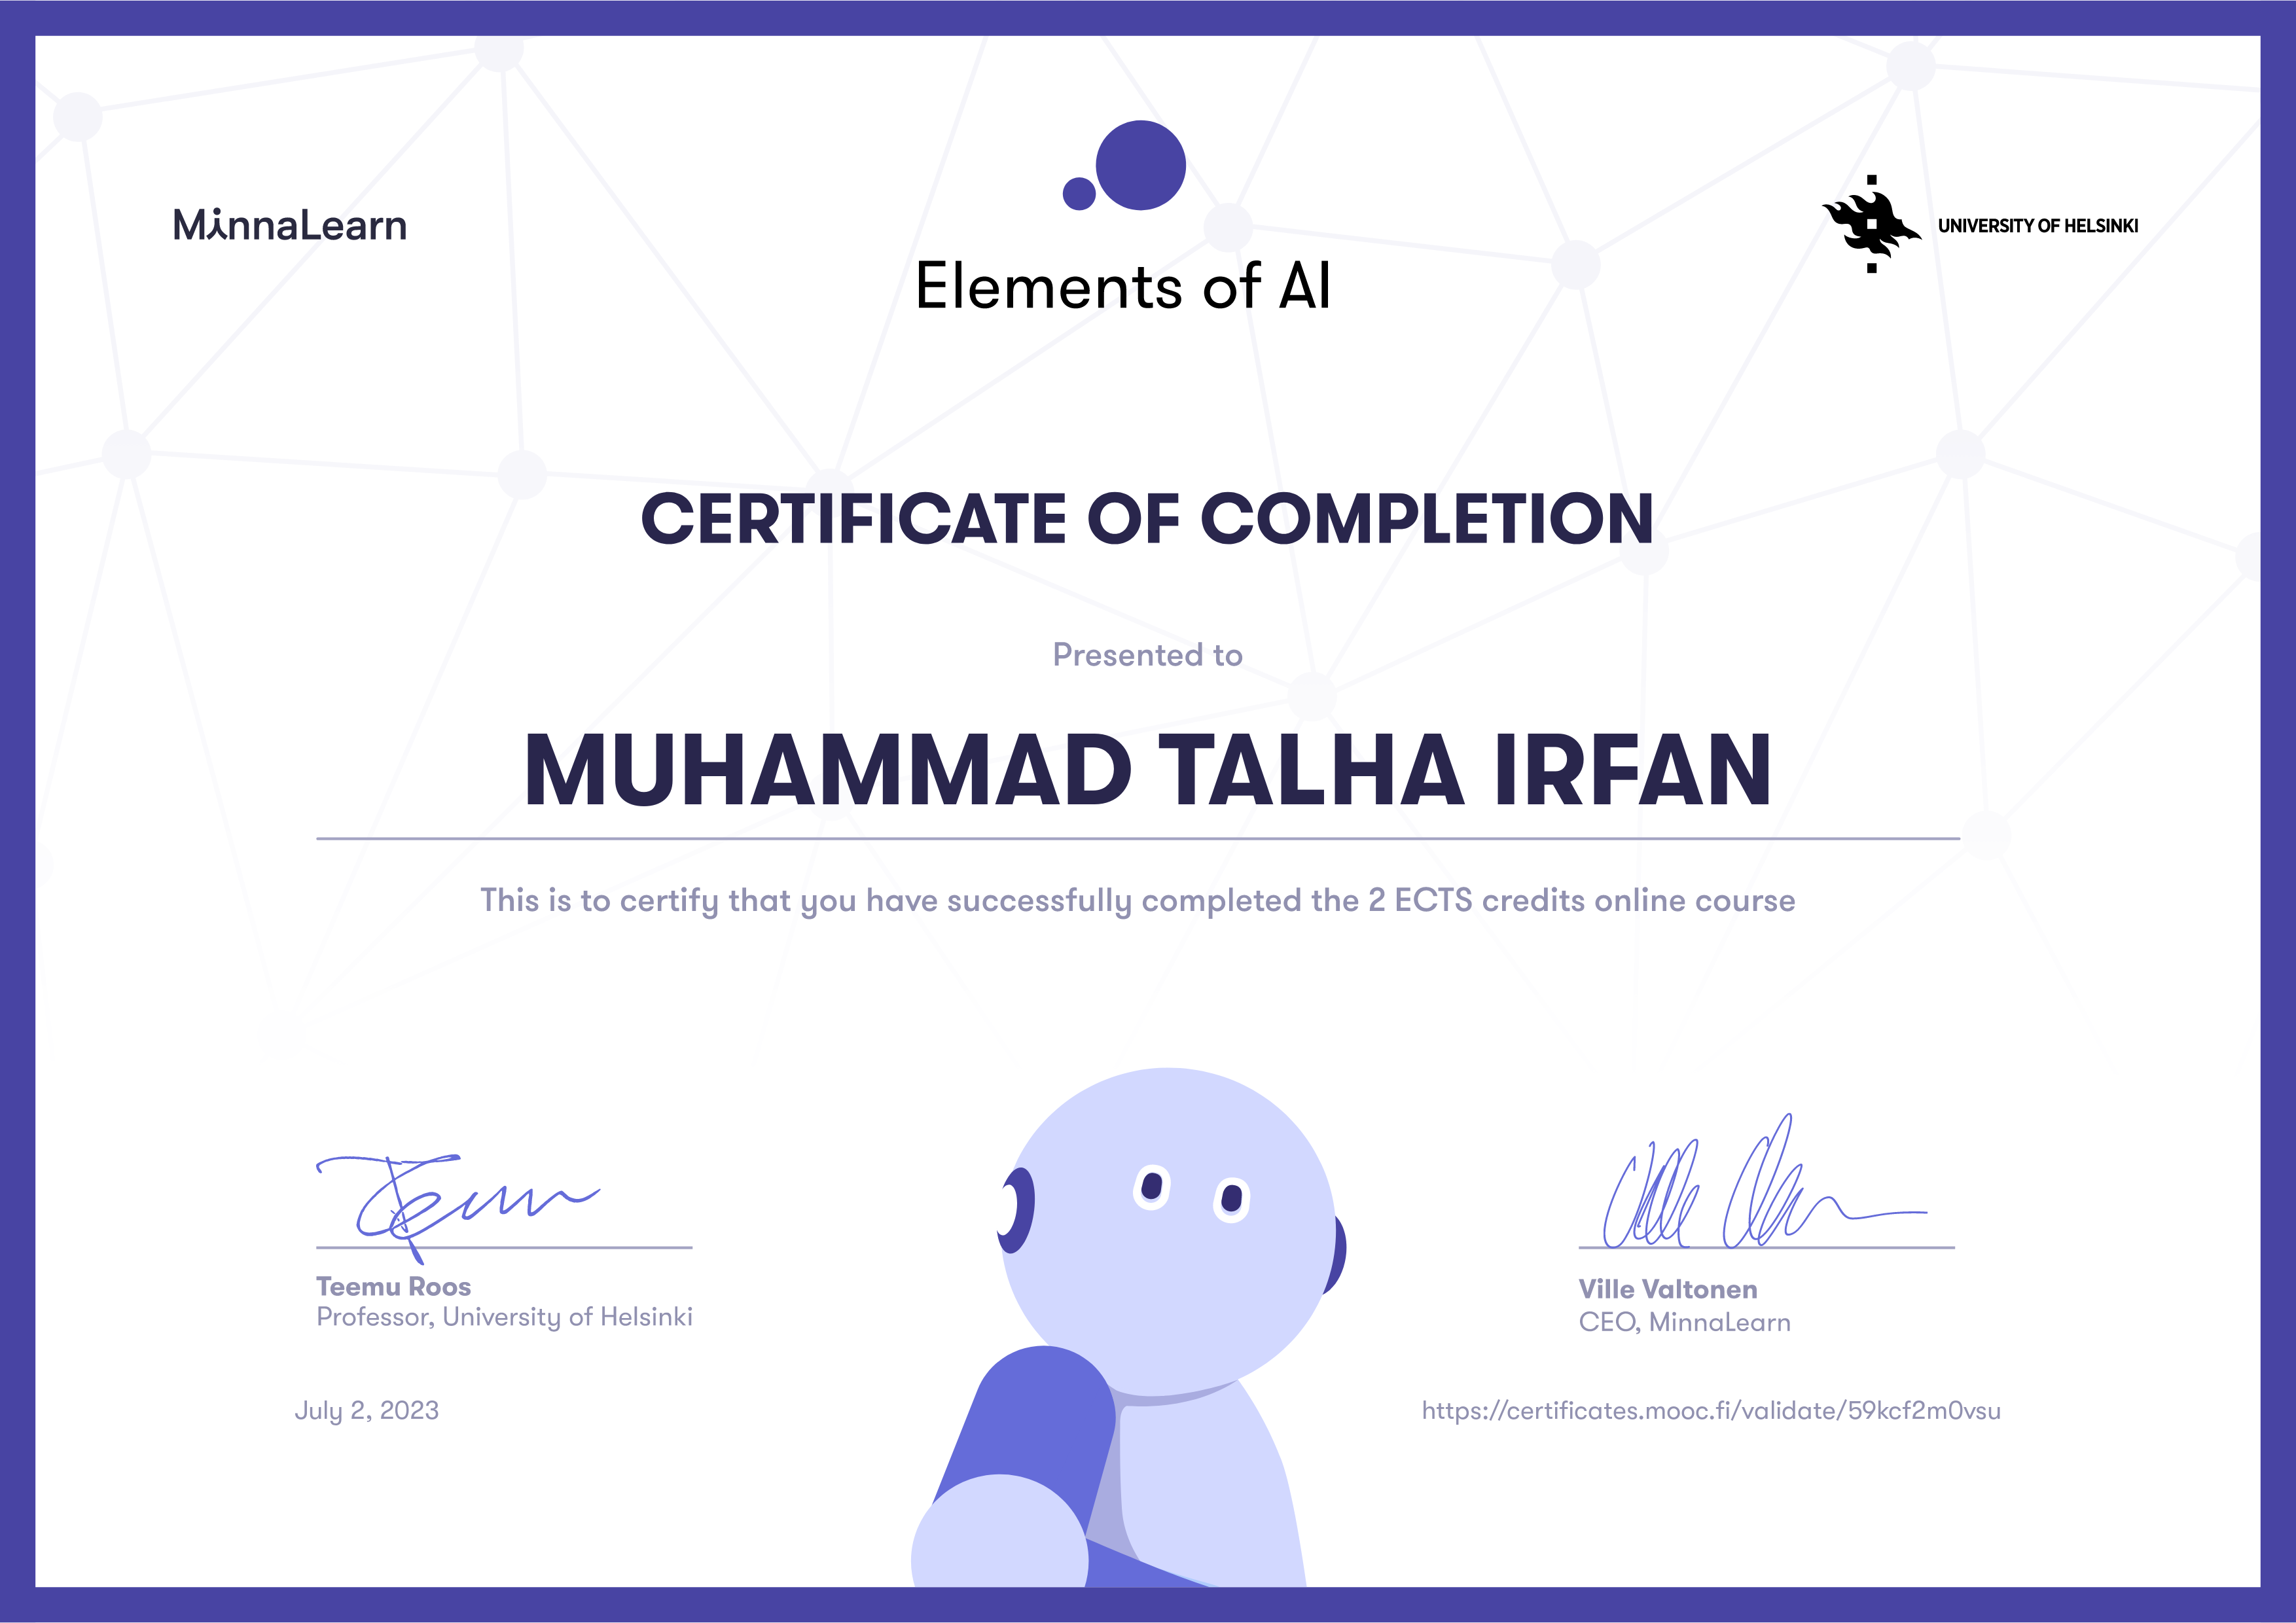 MinnaLearn
Elements of AI
UNIVERSITY OF HELSINKI
CERTIFICATE OF COMPLETION
Presented to
MUHAMMAD TALHA IRFAN
This is to certify that you have successfully completed the 2 ECTS credits online course
Teemu Roos
Professor, University of Helsinki
Ville Valtonen
CEO, MinnaLearn
July 2, 2023
https://certificates.mooc.fi/validate/59kcf2m0vsu